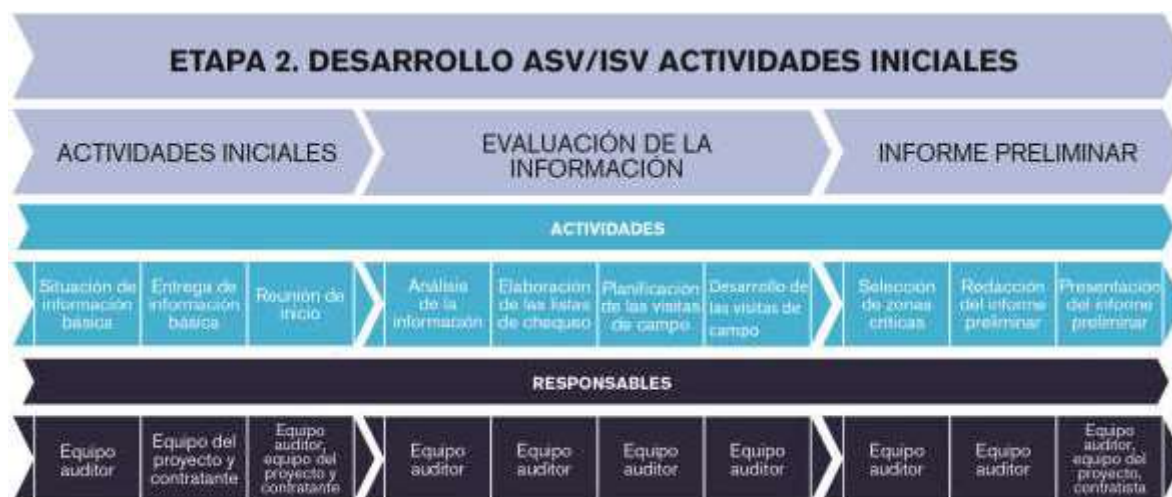 ETAPA 2. DESARROLLO ASV/ISV ACTIVIDADES INICIALES
ACTIVIDADES INICIALES
EVALUACIÓN DE LA
INFORMACIÓN
INFORME PRELIMINAR
ACTIVIDADES
Situación de
información
básica
Entrega de
información
básica
Reunión de
inicio
Análisis
de la
información
Elaboración
de las listas
de chequeo
Planificación
de las visitas
de campo
Desarrollo de
las visitas de
campo
Selección
de zonas
críticas
Redacción
del informe
preliminar
Presentación
del informe
preliminar
RESPONSABLES
Equipo
auditor
Equipo del
proyecto y
contratante
Equipo
auditor,
equipo del
proyecto y
contratante
Equipo
auditor
Equipo
auditor
Equipo
auditor
Equipo
auditor
Equipo
auditor
Equipo
auditor
Equipo
auditor,
equipo del
proyecto,
contratista